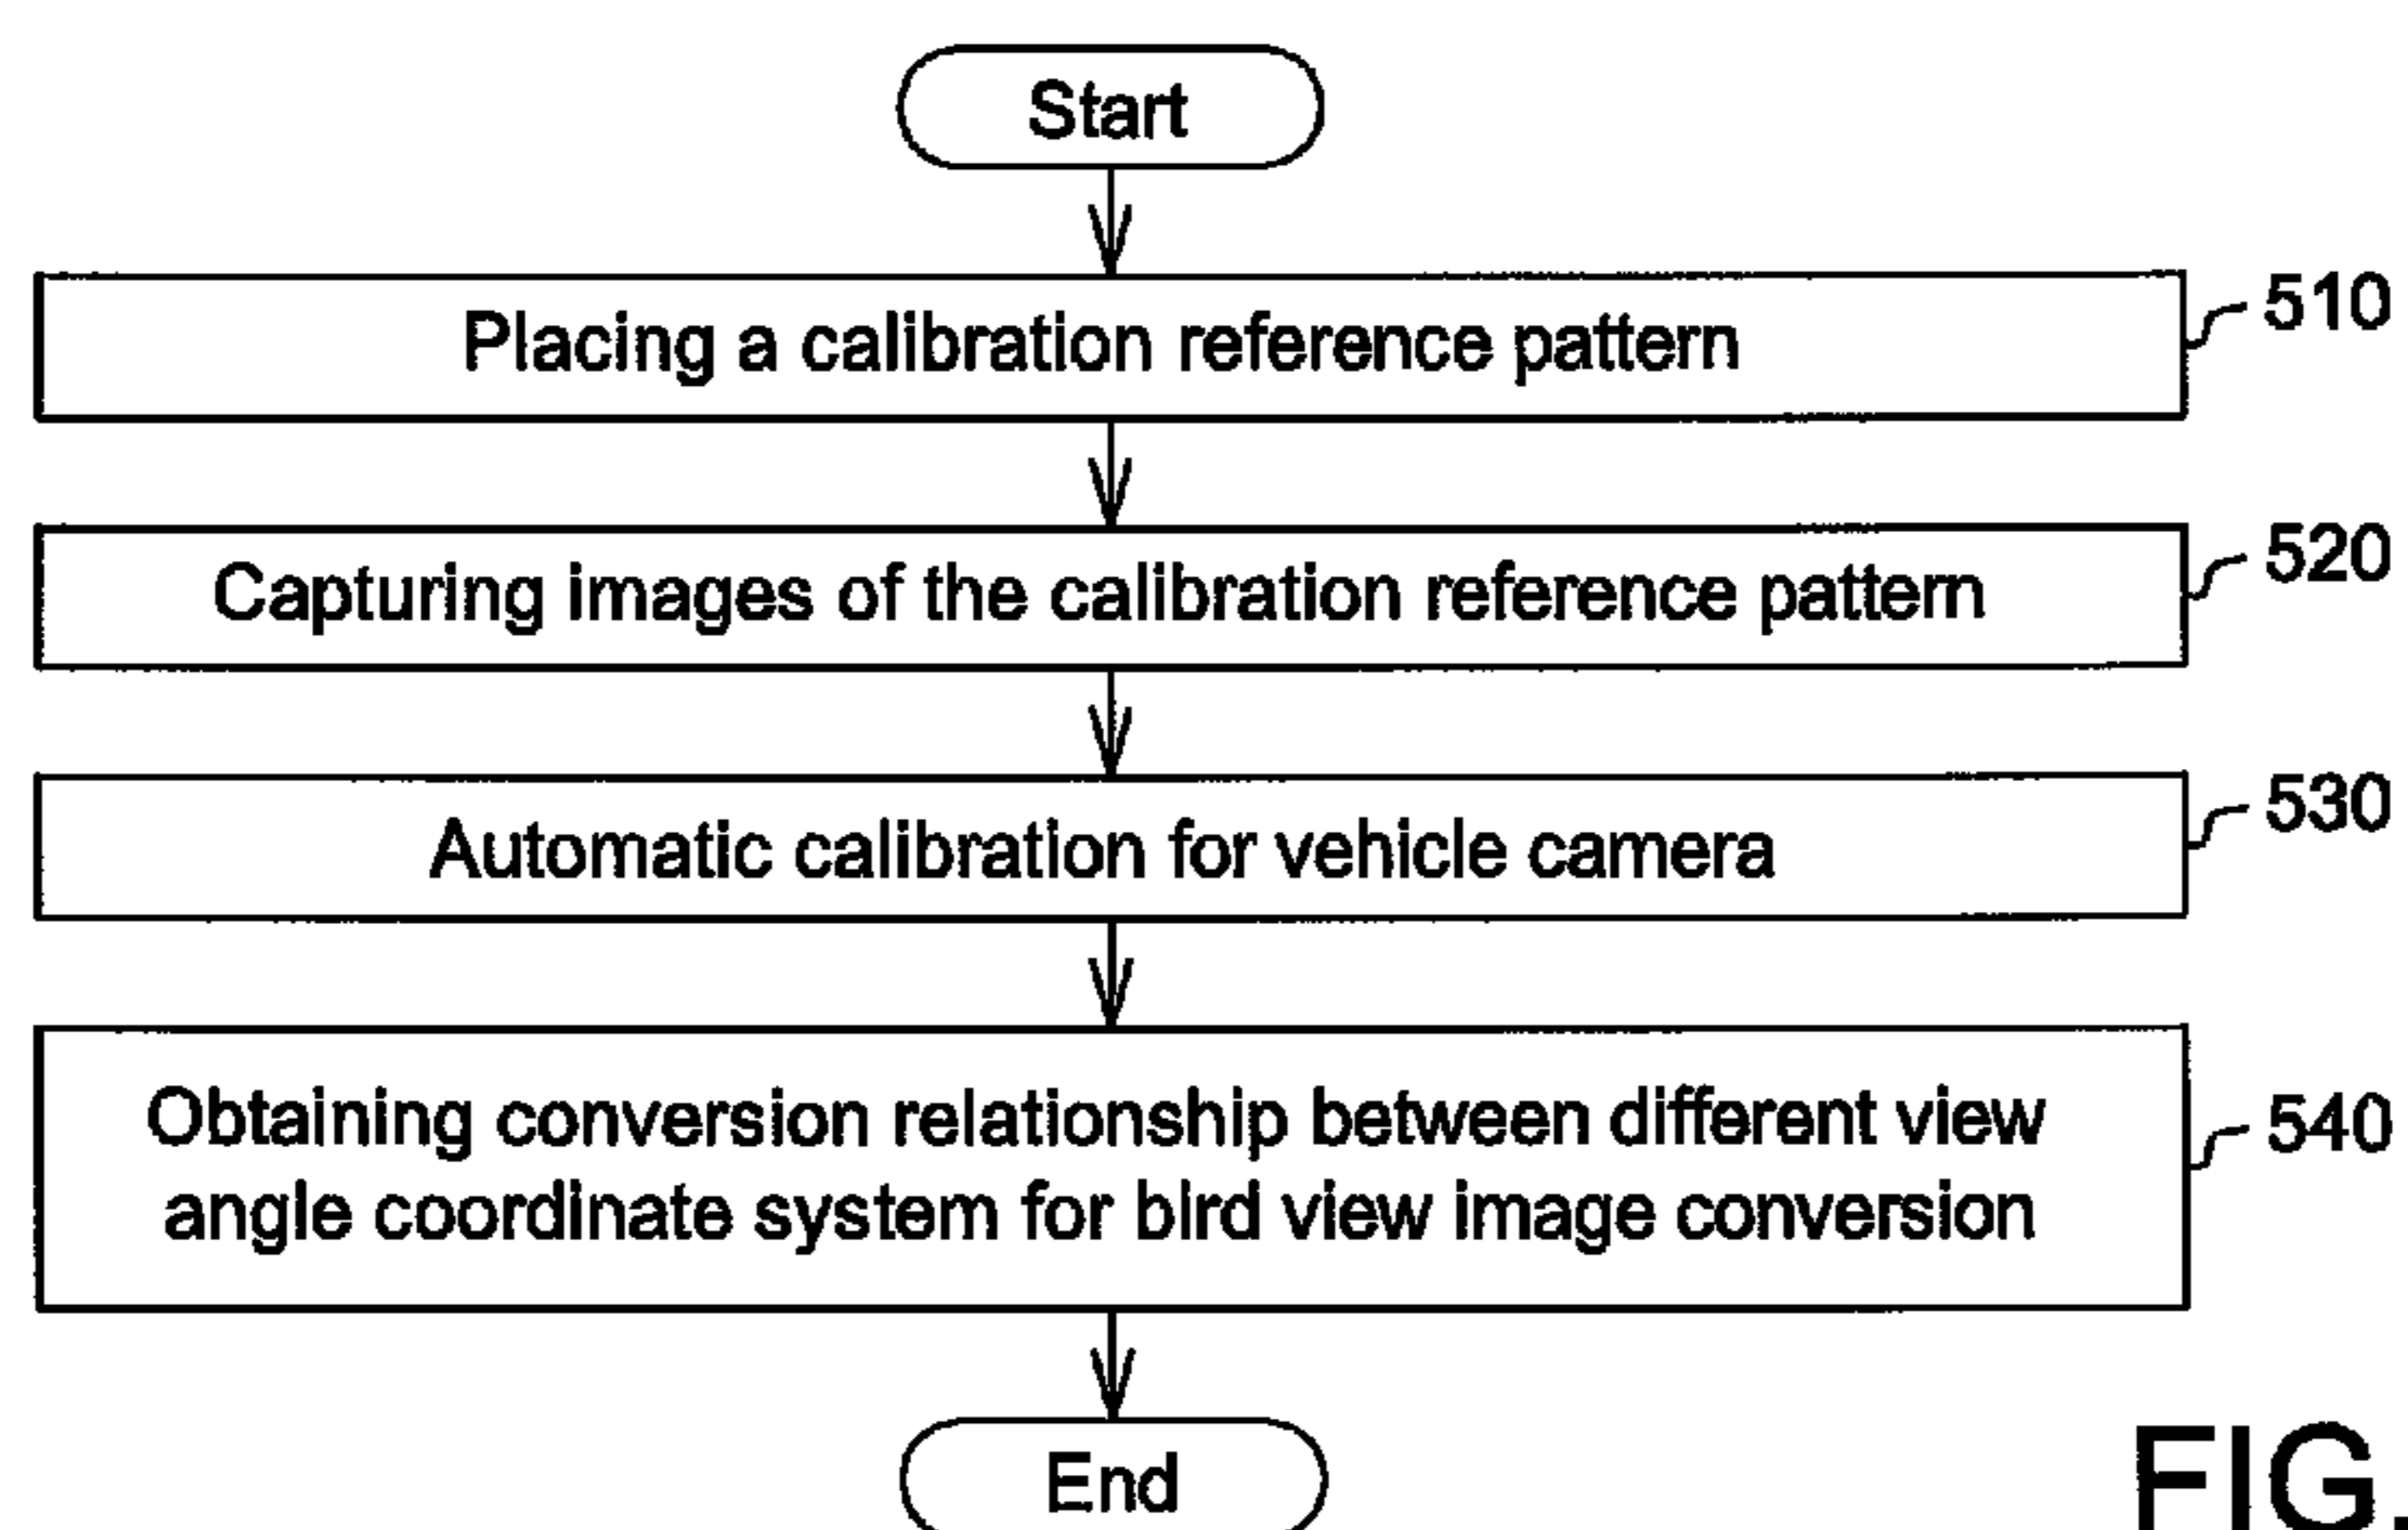 Start
Placing a calibration reference pattern
510
Capturing images of the calibration reference pattern
520
Automatic calibration for vehicle camera
530
Obtaining conversion relationship between different view
angle coordinate system for bird view image conversion
540
End
FIG.